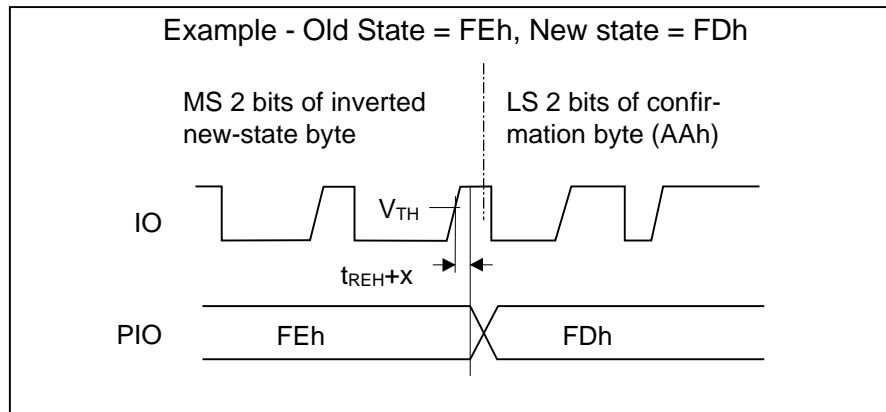 Example - Old State = FEh, New state = FDh
MS 2 bits of inverted
new-state byte
LS 2 bits of confir-
mation byte (AAh)
IO
VTH
tREH+x
PIO
FEh
FDh